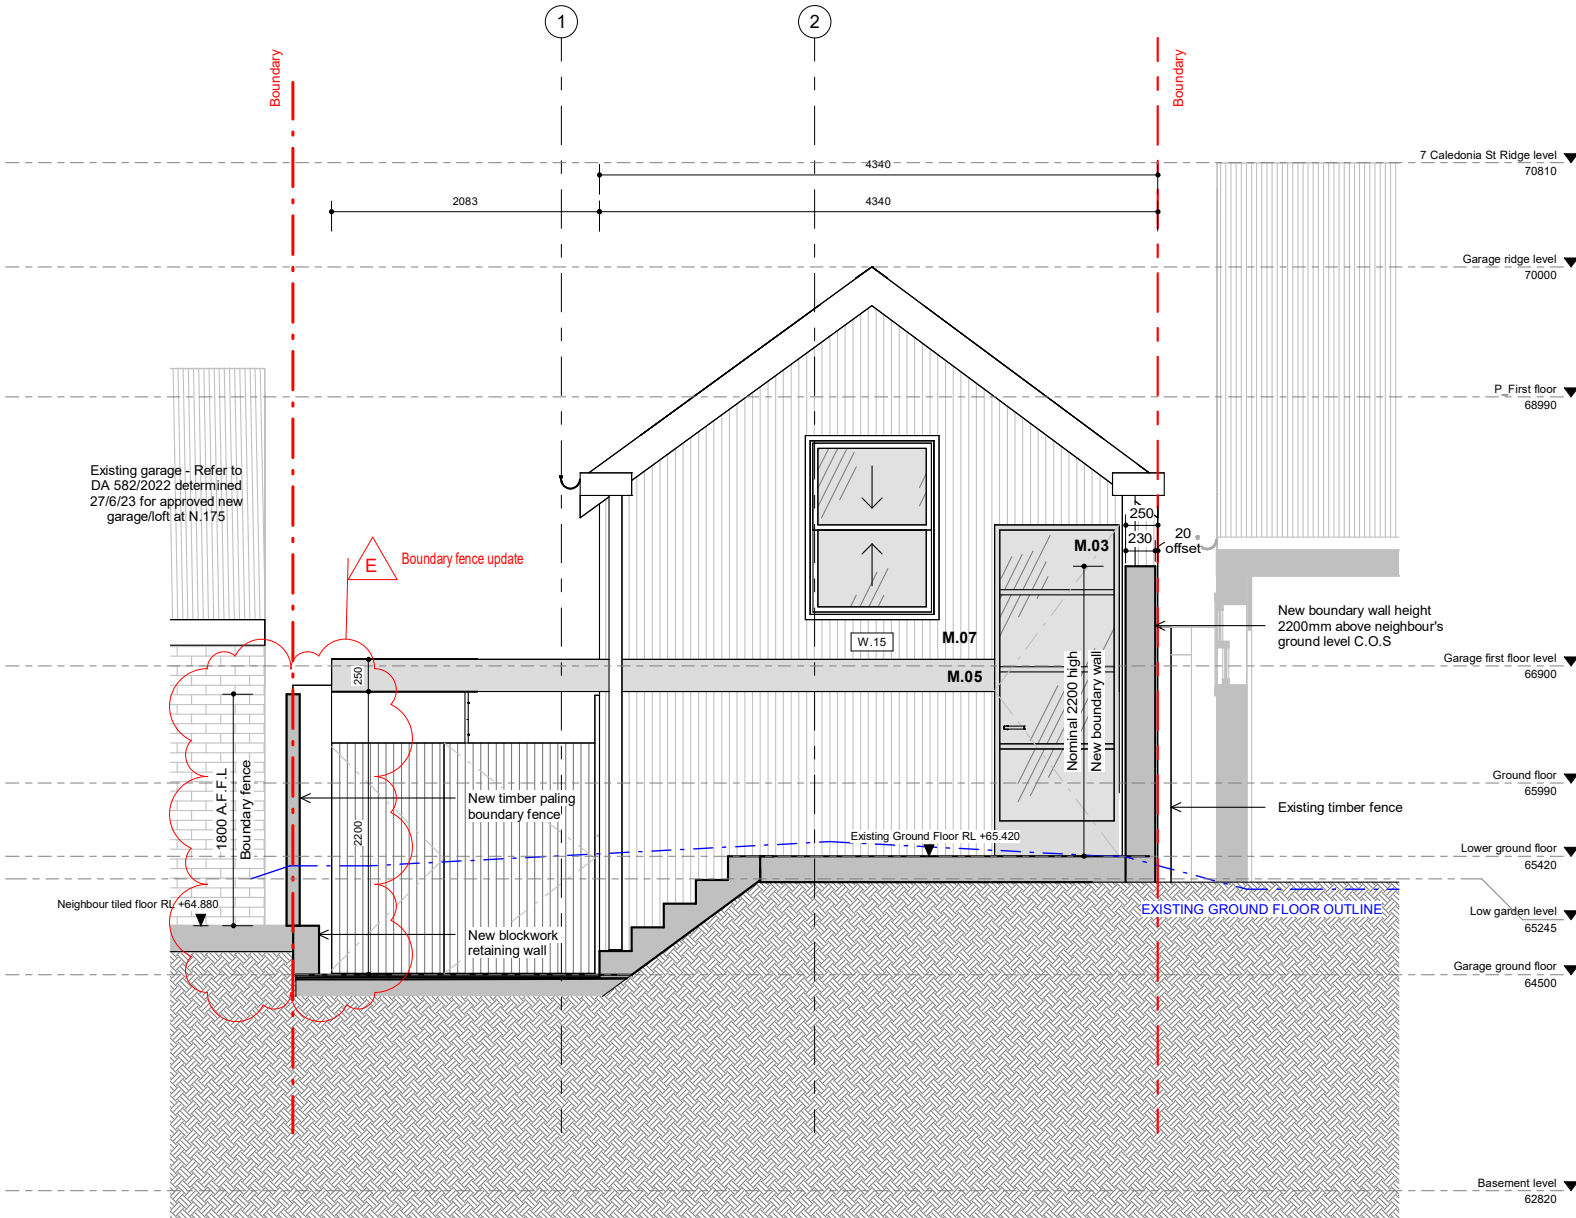 1
2
Boundary
Boundary
7 Caledonia St Ridge level
70810
4340
2083
4340
Garage ridge level
70000
P_First floor
68990
Existing garage - Refer to
DA 582/2022 determined
27/6/23 for approved new
garage/loft at N.175
E
Boundary fence update
250
230
20
offset
M.03
New boundary wall height
2200mm above neighbour's
ground level C.O.S
W.15
M.07
M.05
250
Garage first floor level
66900
Nominal 2200 high
New boundary wall
1800 A.F.F.L
Boundary fence
2200
New timber paling
boundary fence
Ground floor
65990
Existing timber fence
Existing Ground Floor RL +65.420
Lower ground floor
65420
Neighbour tiled floor RL +64.880
EXISTING GROUND FLOOR OUTLINE
Low garden level
65245
New blockwork
retaining wall
Garage ground floor
64500
Basement level
62820